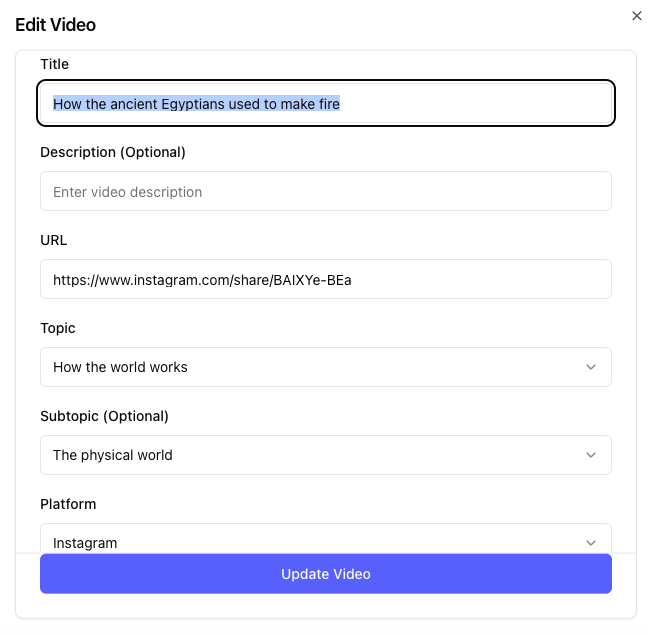 Edit Video
Title
How the ancient Egyptians used to make fire
Description (Optional)
Enter video description
URL
https://www.instagram.com/share/BAIXYe-BEa
Topic
How the world works
Subtopic (Optional)
The physical world
Platform
Instagram
Update Video